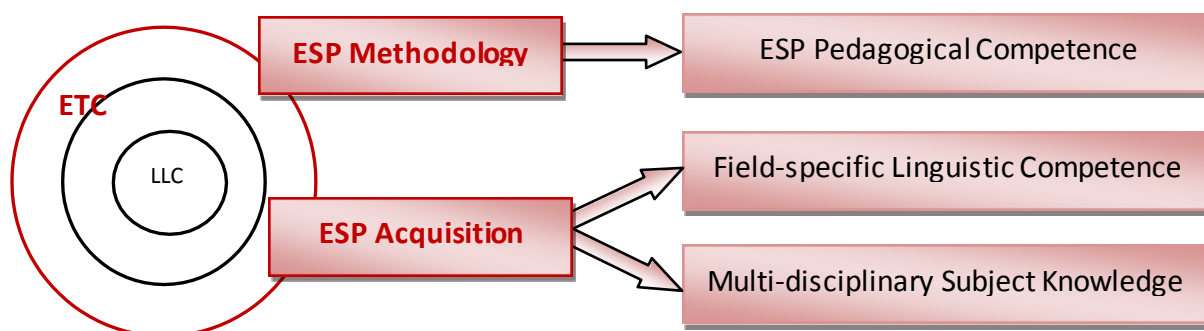 ESP Methodology
ESP Pedagogical Competence
ETC
LLC
Field-specific Linguistic Competence
ESP Acquisition
Multi-disciplinary Subject Knowledge